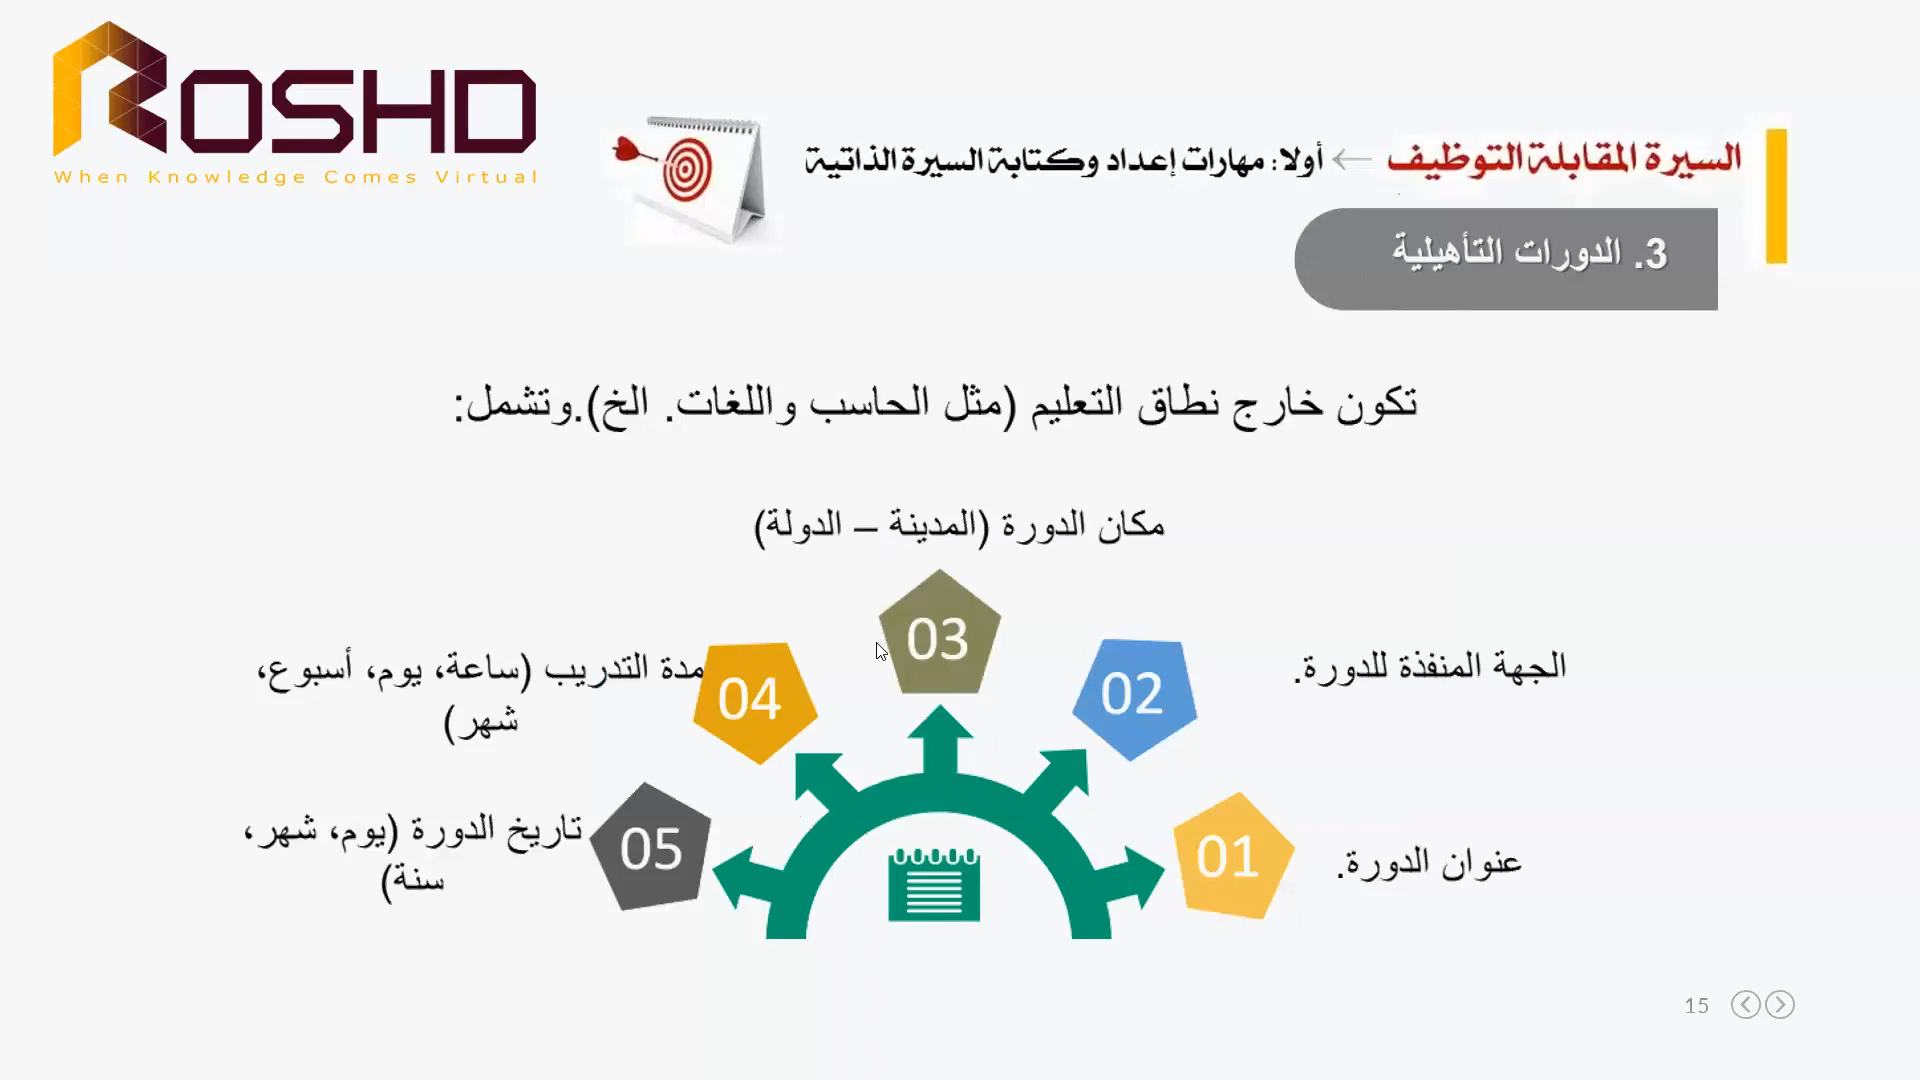 ROSHD
When Knowledge Comes Virtual
السيرة المقابلة التوظيف ← أولا: مهارات إعداد وكتابة السيرة الذاتية
3. الدورات التأهيلية
تكون خارج نطاق التعليم (مثل الحاسب واللغات. الخ).وتشمل:
مكان الدورة (المدينة – الدولة)
03
الجهة المنفذة للدورة.
02
مدة التدريب (ساعة، يوم، أسبوع،
شهر)
04
عنوان الدورة.
01
تاريخ الدورة (يوم، شهر،
سنة)
05
15